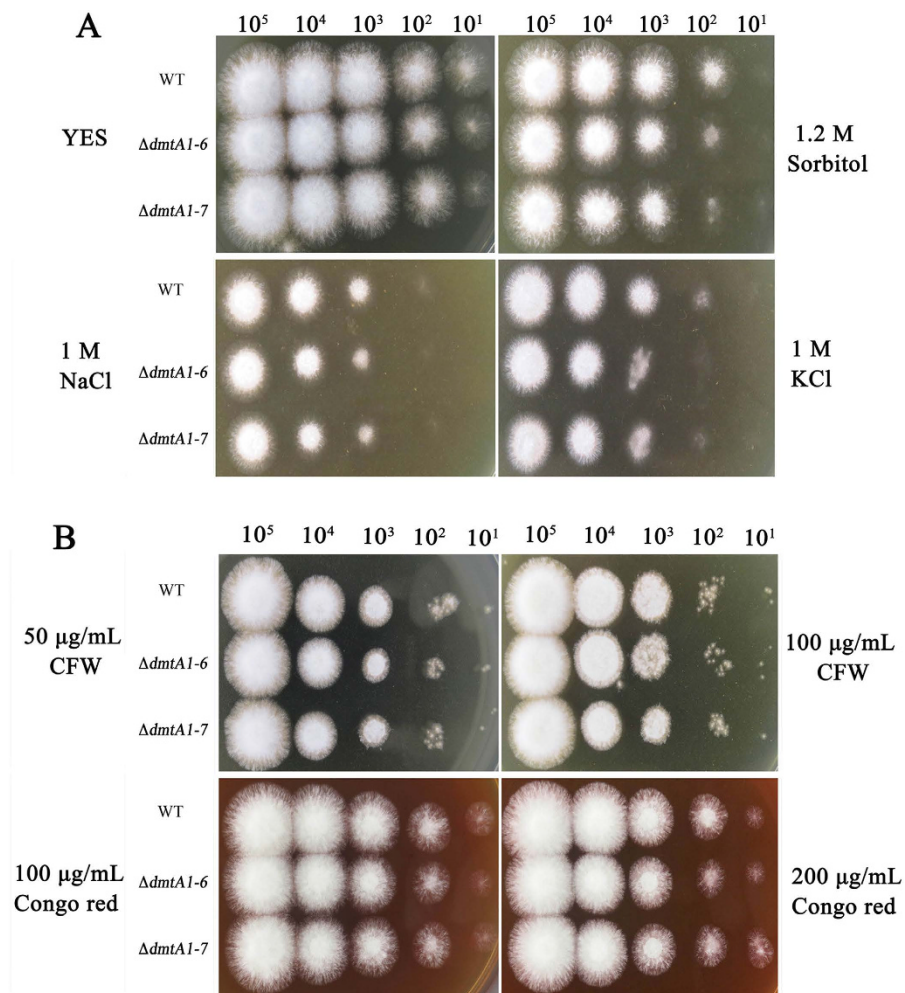 A
10⁵ 10⁴ 10³ 10² 10¹ 10⁵ 10⁴ 10³ 10² 10¹
WT
YES
ΔdmtA1-6
ΔdmtA1-7
1.2 M
Sorbitol
WT
1 M
NaCl
ΔdmtA1-6
ΔdmtA1-7
1 M
KCl
B
10⁵ 10⁴ 10³ 10² 10¹ 10⁵ 10⁴ 10³ 10² 10¹
WT
50 µg/mL
CFW
ΔdmtA1-6
ΔdmtA1-7
100 µg/mL
CFW
WT
100 µg/mL
Congo red
ΔdmtA1-6
ΔdmtA1-7
200 µg/mL
Congo red